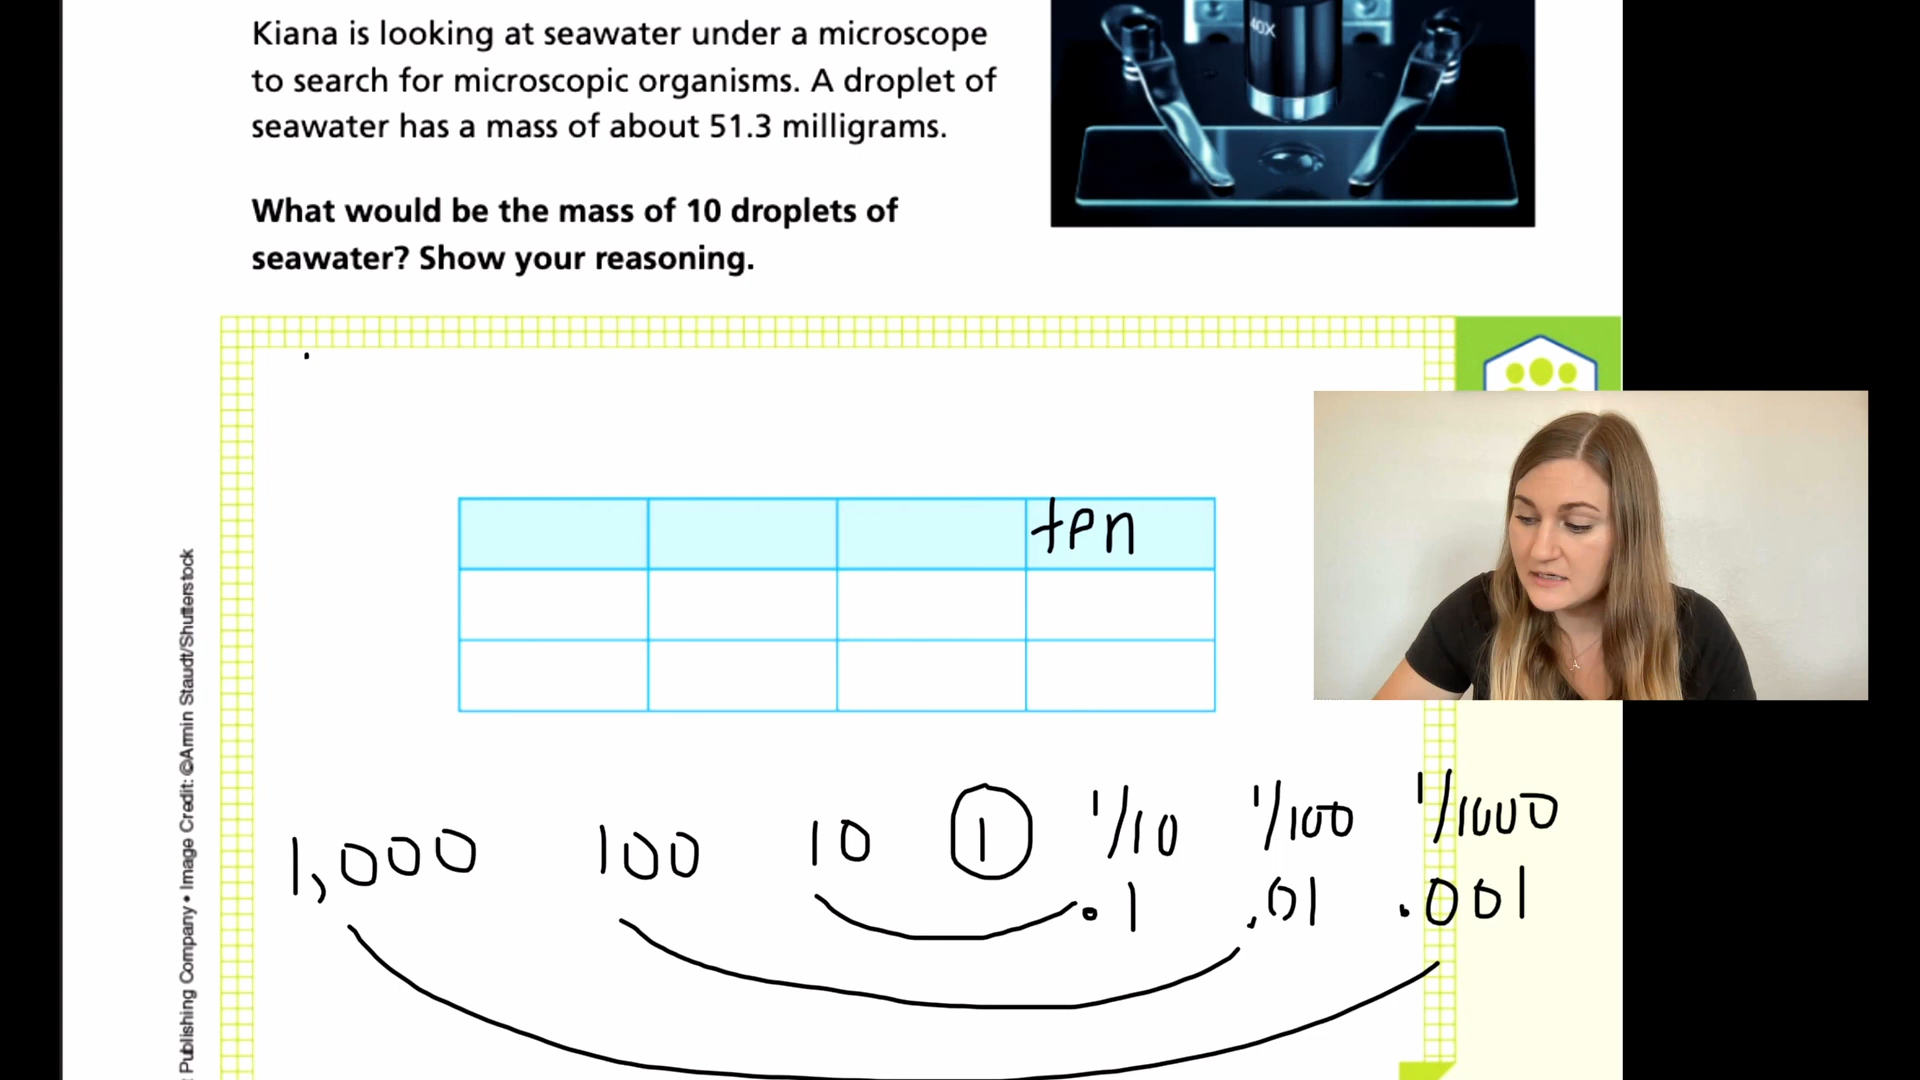 Kiana is looking at seawater under a microscope
to search for microscopic organisms. A droplet of
seawater has a mass of about 51.3 milligrams.
What would be the mass of 10 droplets of
seawater? Show your reasoning.
40X
ten
1,000 100 10 1 1/10 1/100 1/1000
.1 .01 .001
Publishing Company • Image Credit: ©Armin Staudt/Shutterstock